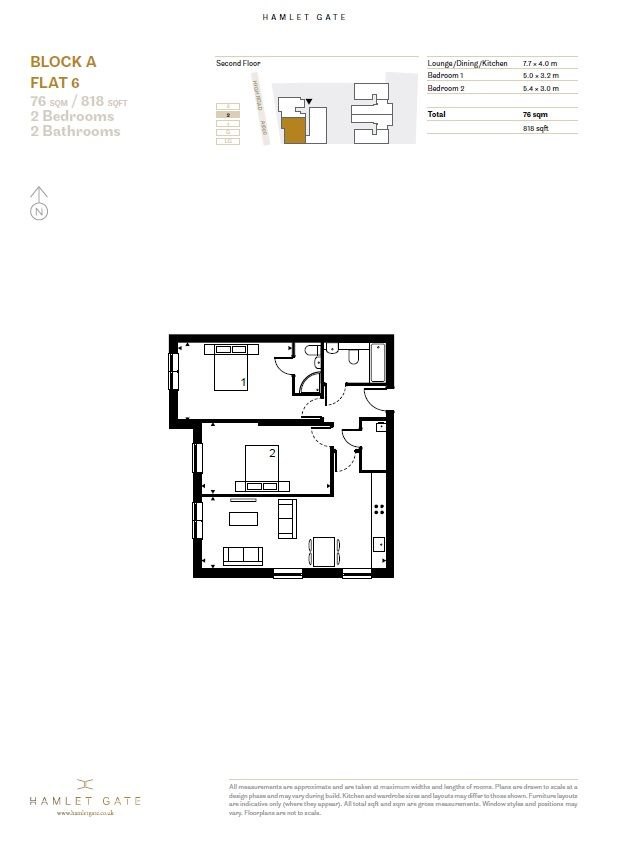 HAMLET GATE
BLOCK A
FLAT 6
76 SQM / 818 SQFT
2 Bedrooms
2 Bathrooms
Second Floor
HIGH ROAD
A1000
2
1
G
LG
Lounge/Dining/Kitchen 7.7 x 4.0 m
Bedroom 1 5.0 x 3.2 m
Bedroom 2 5.4 x 3.0 m
Total 76 sqm
818 sqft
N
1
2
HAMLET GATE
www.hamletgate.co.uk
All measurements are approximate and are taken at maximum widths and lengths of rooms. Plans are drawn to scale at a
design phase and may vary during build. Kitchen and wardrobe sizes and layouts may differ to those shown. Furniture layouts
are indicative only (where they appear). All total sqft and sqm are gross measurements. Window styles and positions may
vary. Floorplans are not to scale.